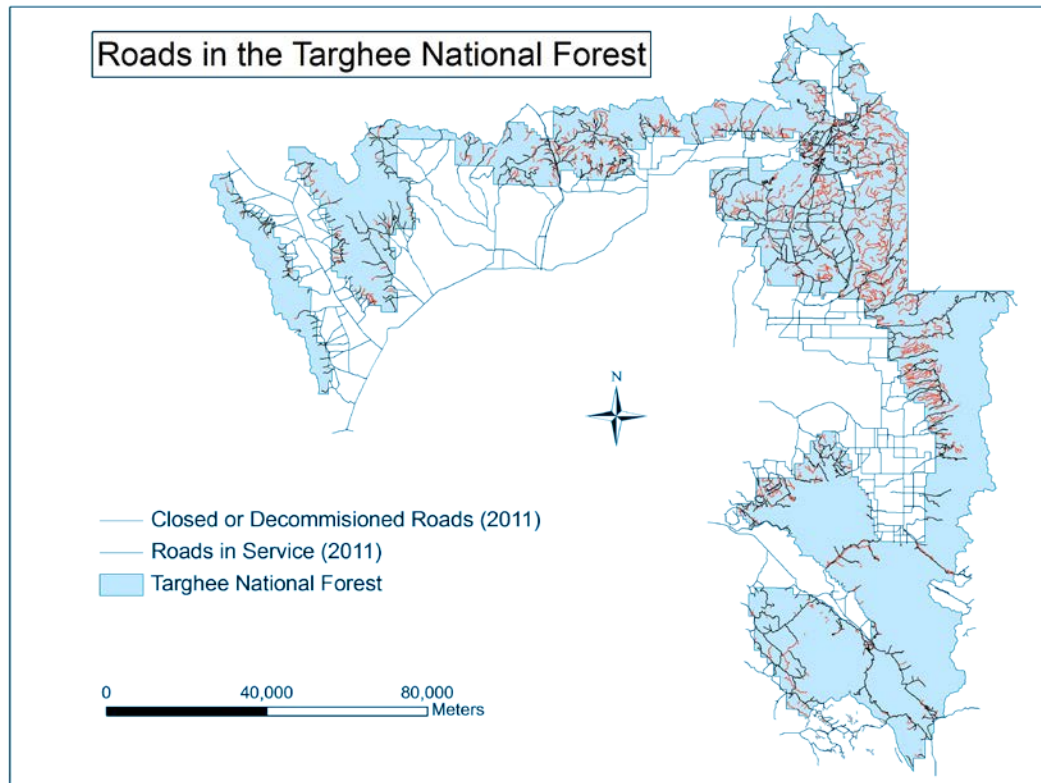 Roads in the Targhee National Forest
N
Closed or Decommisioned Roads (2011)
Roads in Service (2011)
Targhee National Forest
0 40,000 80,000
Meters